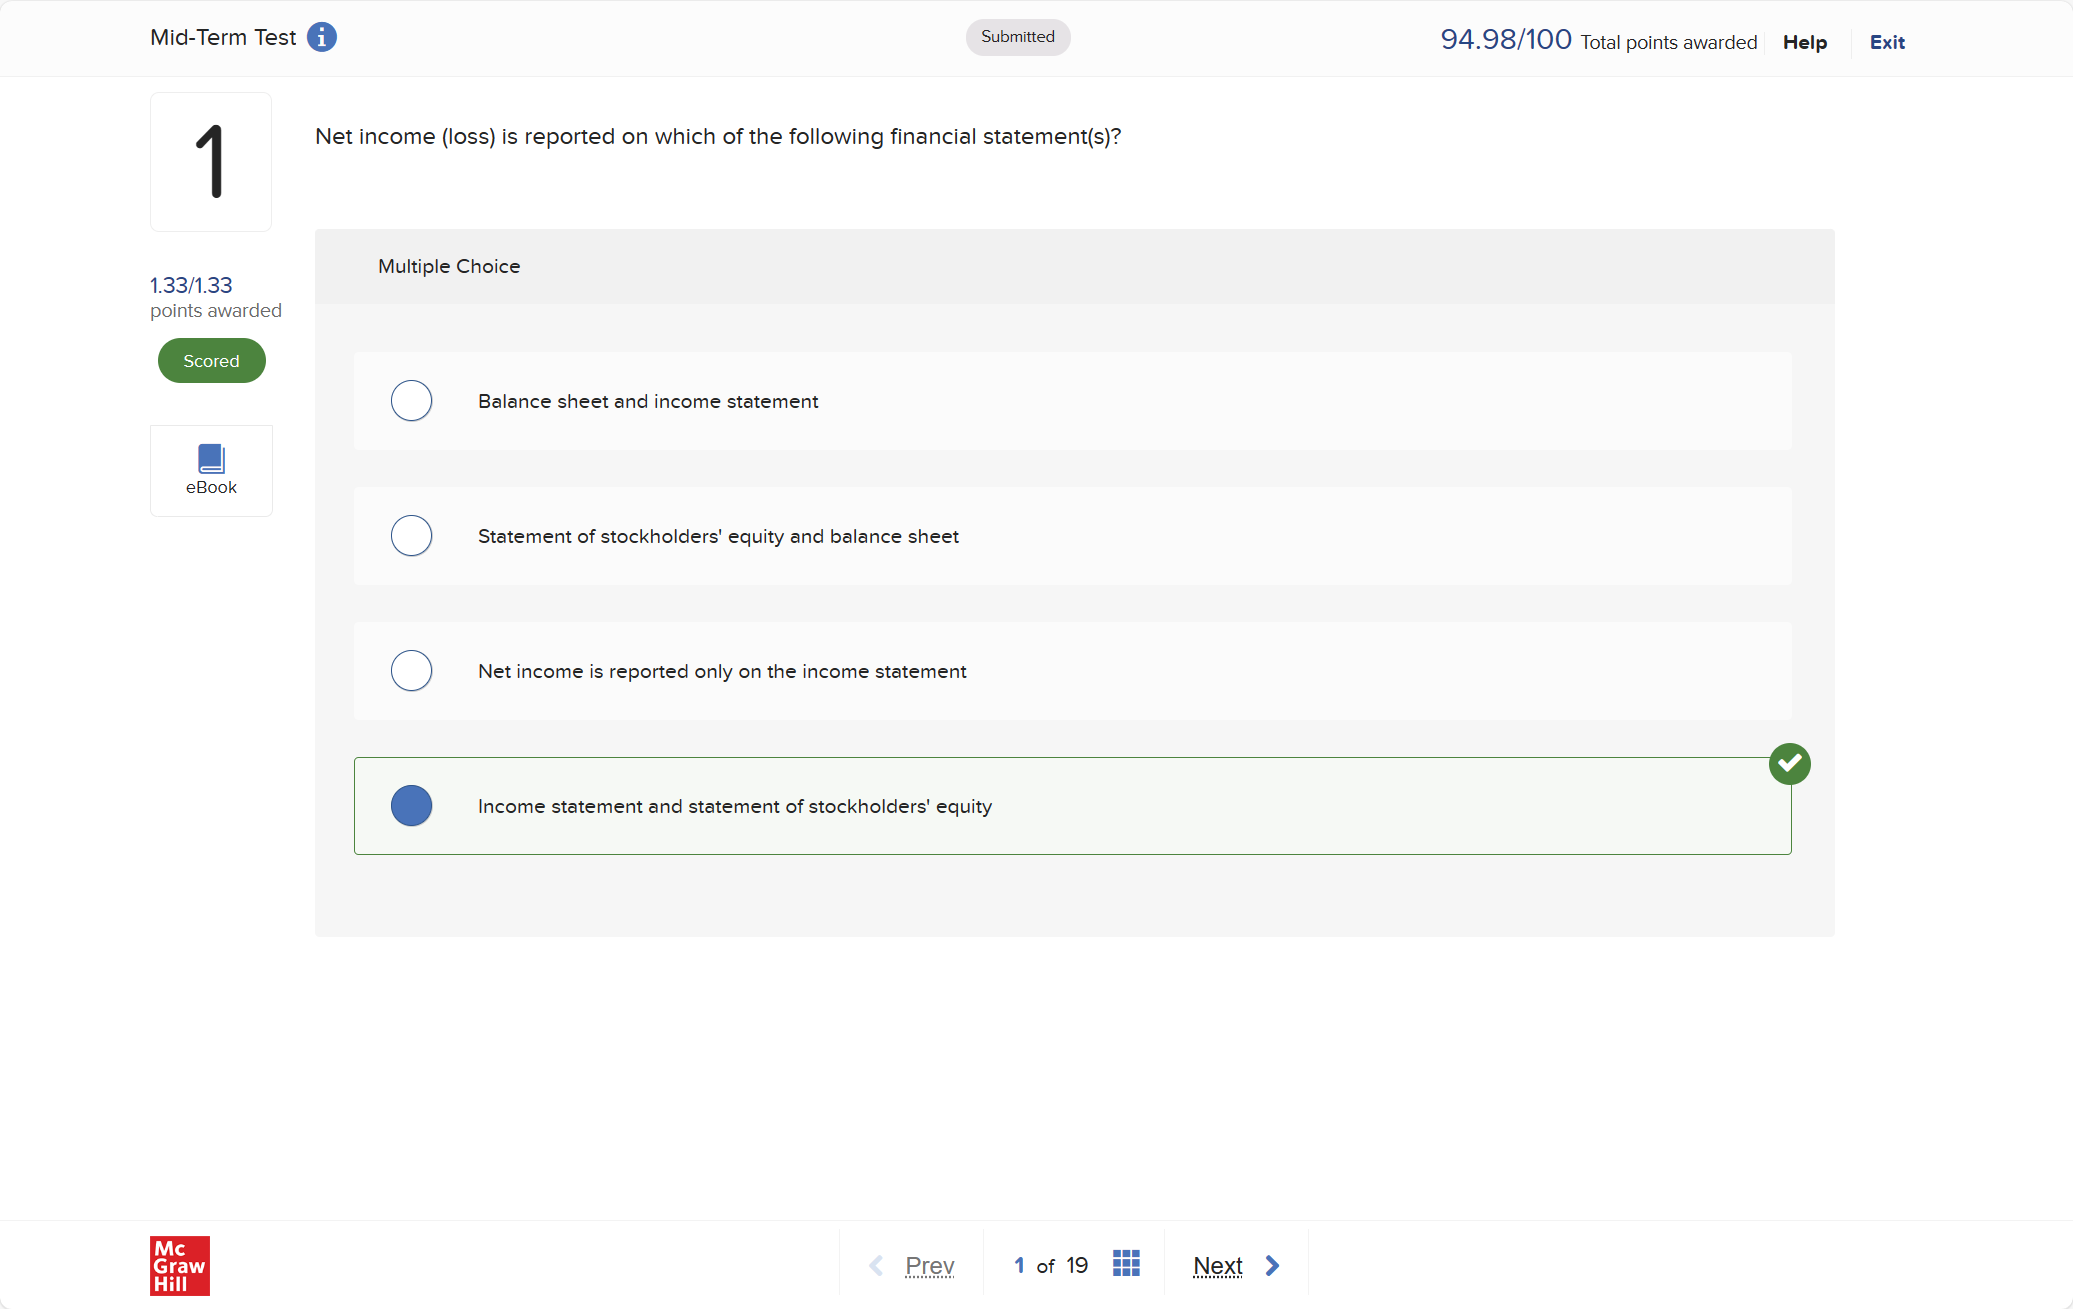 Mid-Term Test
Submitted
94.98/100 Total points awarded
Help
Exit
1
Net income (loss) is reported on which of the following financial statement(s)?
1.33/1.33
points awarded
Scored
eBook
Multiple Choice
Balance sheet and income statement
Statement of stockholders' equity and balance sheet
Net income is reported only on the income statement
Income statement and statement of stockholders' equity
Mc
Graw
Hill
Prev
1 of 19
Next